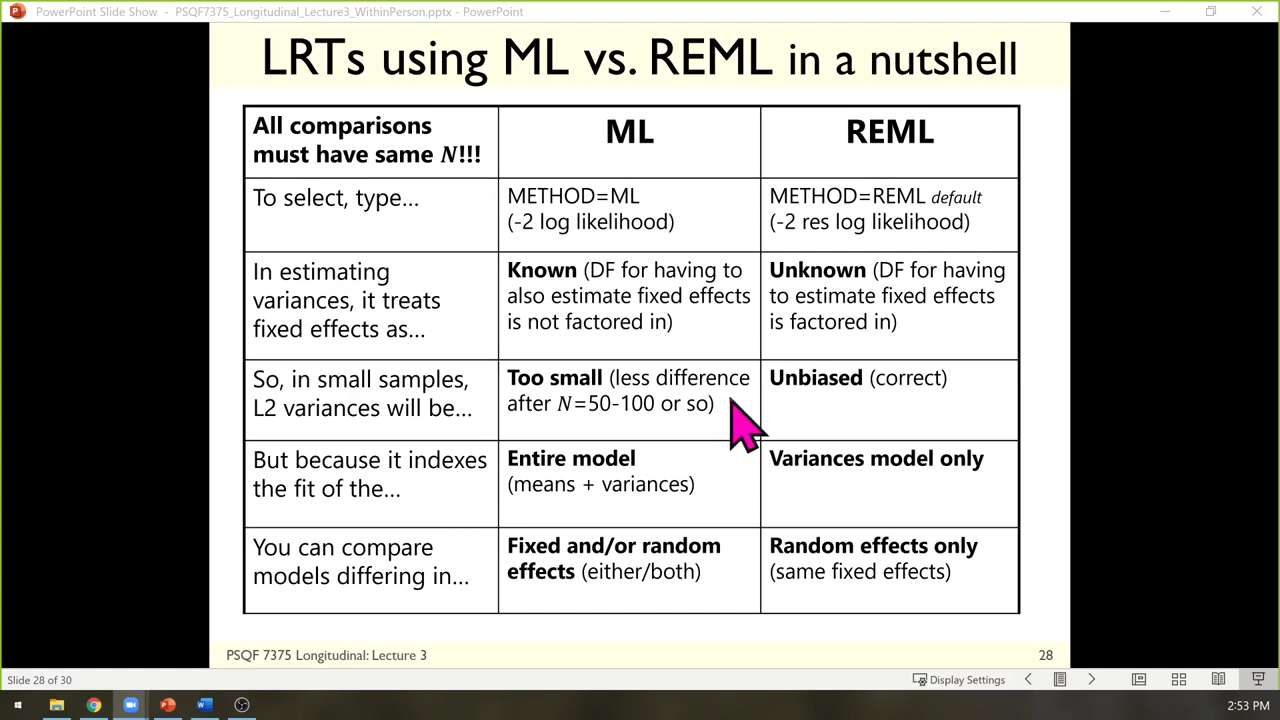 PowerPoint Slide Show - PSQF7375_Longitudinal_Lecture3_WithinPerson.pptx - PowerPoint
LRTs using ML vs. REML in a nutshell
All comparisons
must have same N!!!
ML
REML
To select, type…
METHOD=ML
(-2 log likelihood)
METHOD=REML default
(-2 res log likelihood)
In estimating
variances, it treats
fixed effects as…
Known (DF for having to
also estimate fixed effects
is not factored in)
Unknown (DF for having
to estimate fixed effects
is factored in)
So, in small samples,
L2 variances will be…
Too small (less difference
after N=50-100 or so)
Unbiased (correct)
But because it indexes
the fit of the…
Entire model
(means + variances)
Variances model only
You can compare
models differing in…
Fixed and/or random
effects (either/both)
Random effects only
(same fixed effects)
PSQF 7375 Longitudinal: Lecture 3
28
Slide 28 of 30
Display Settings
2:53 PM